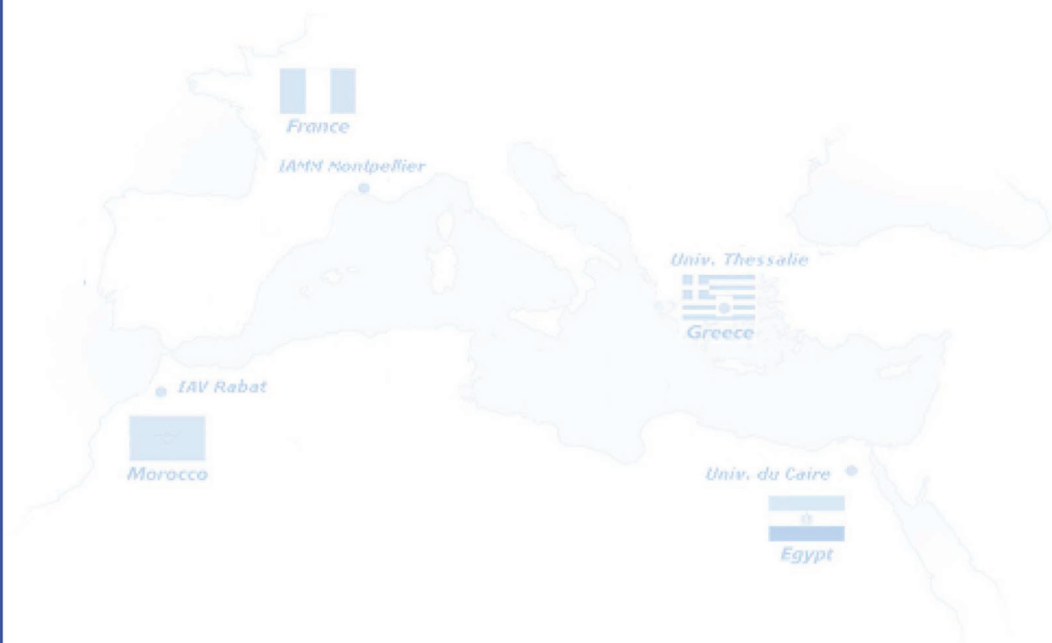 France
IAMM Montpellier
Univ. Thessalie
Greece
IAV Rabat
Morocco
Univ. du Caire
Egypt